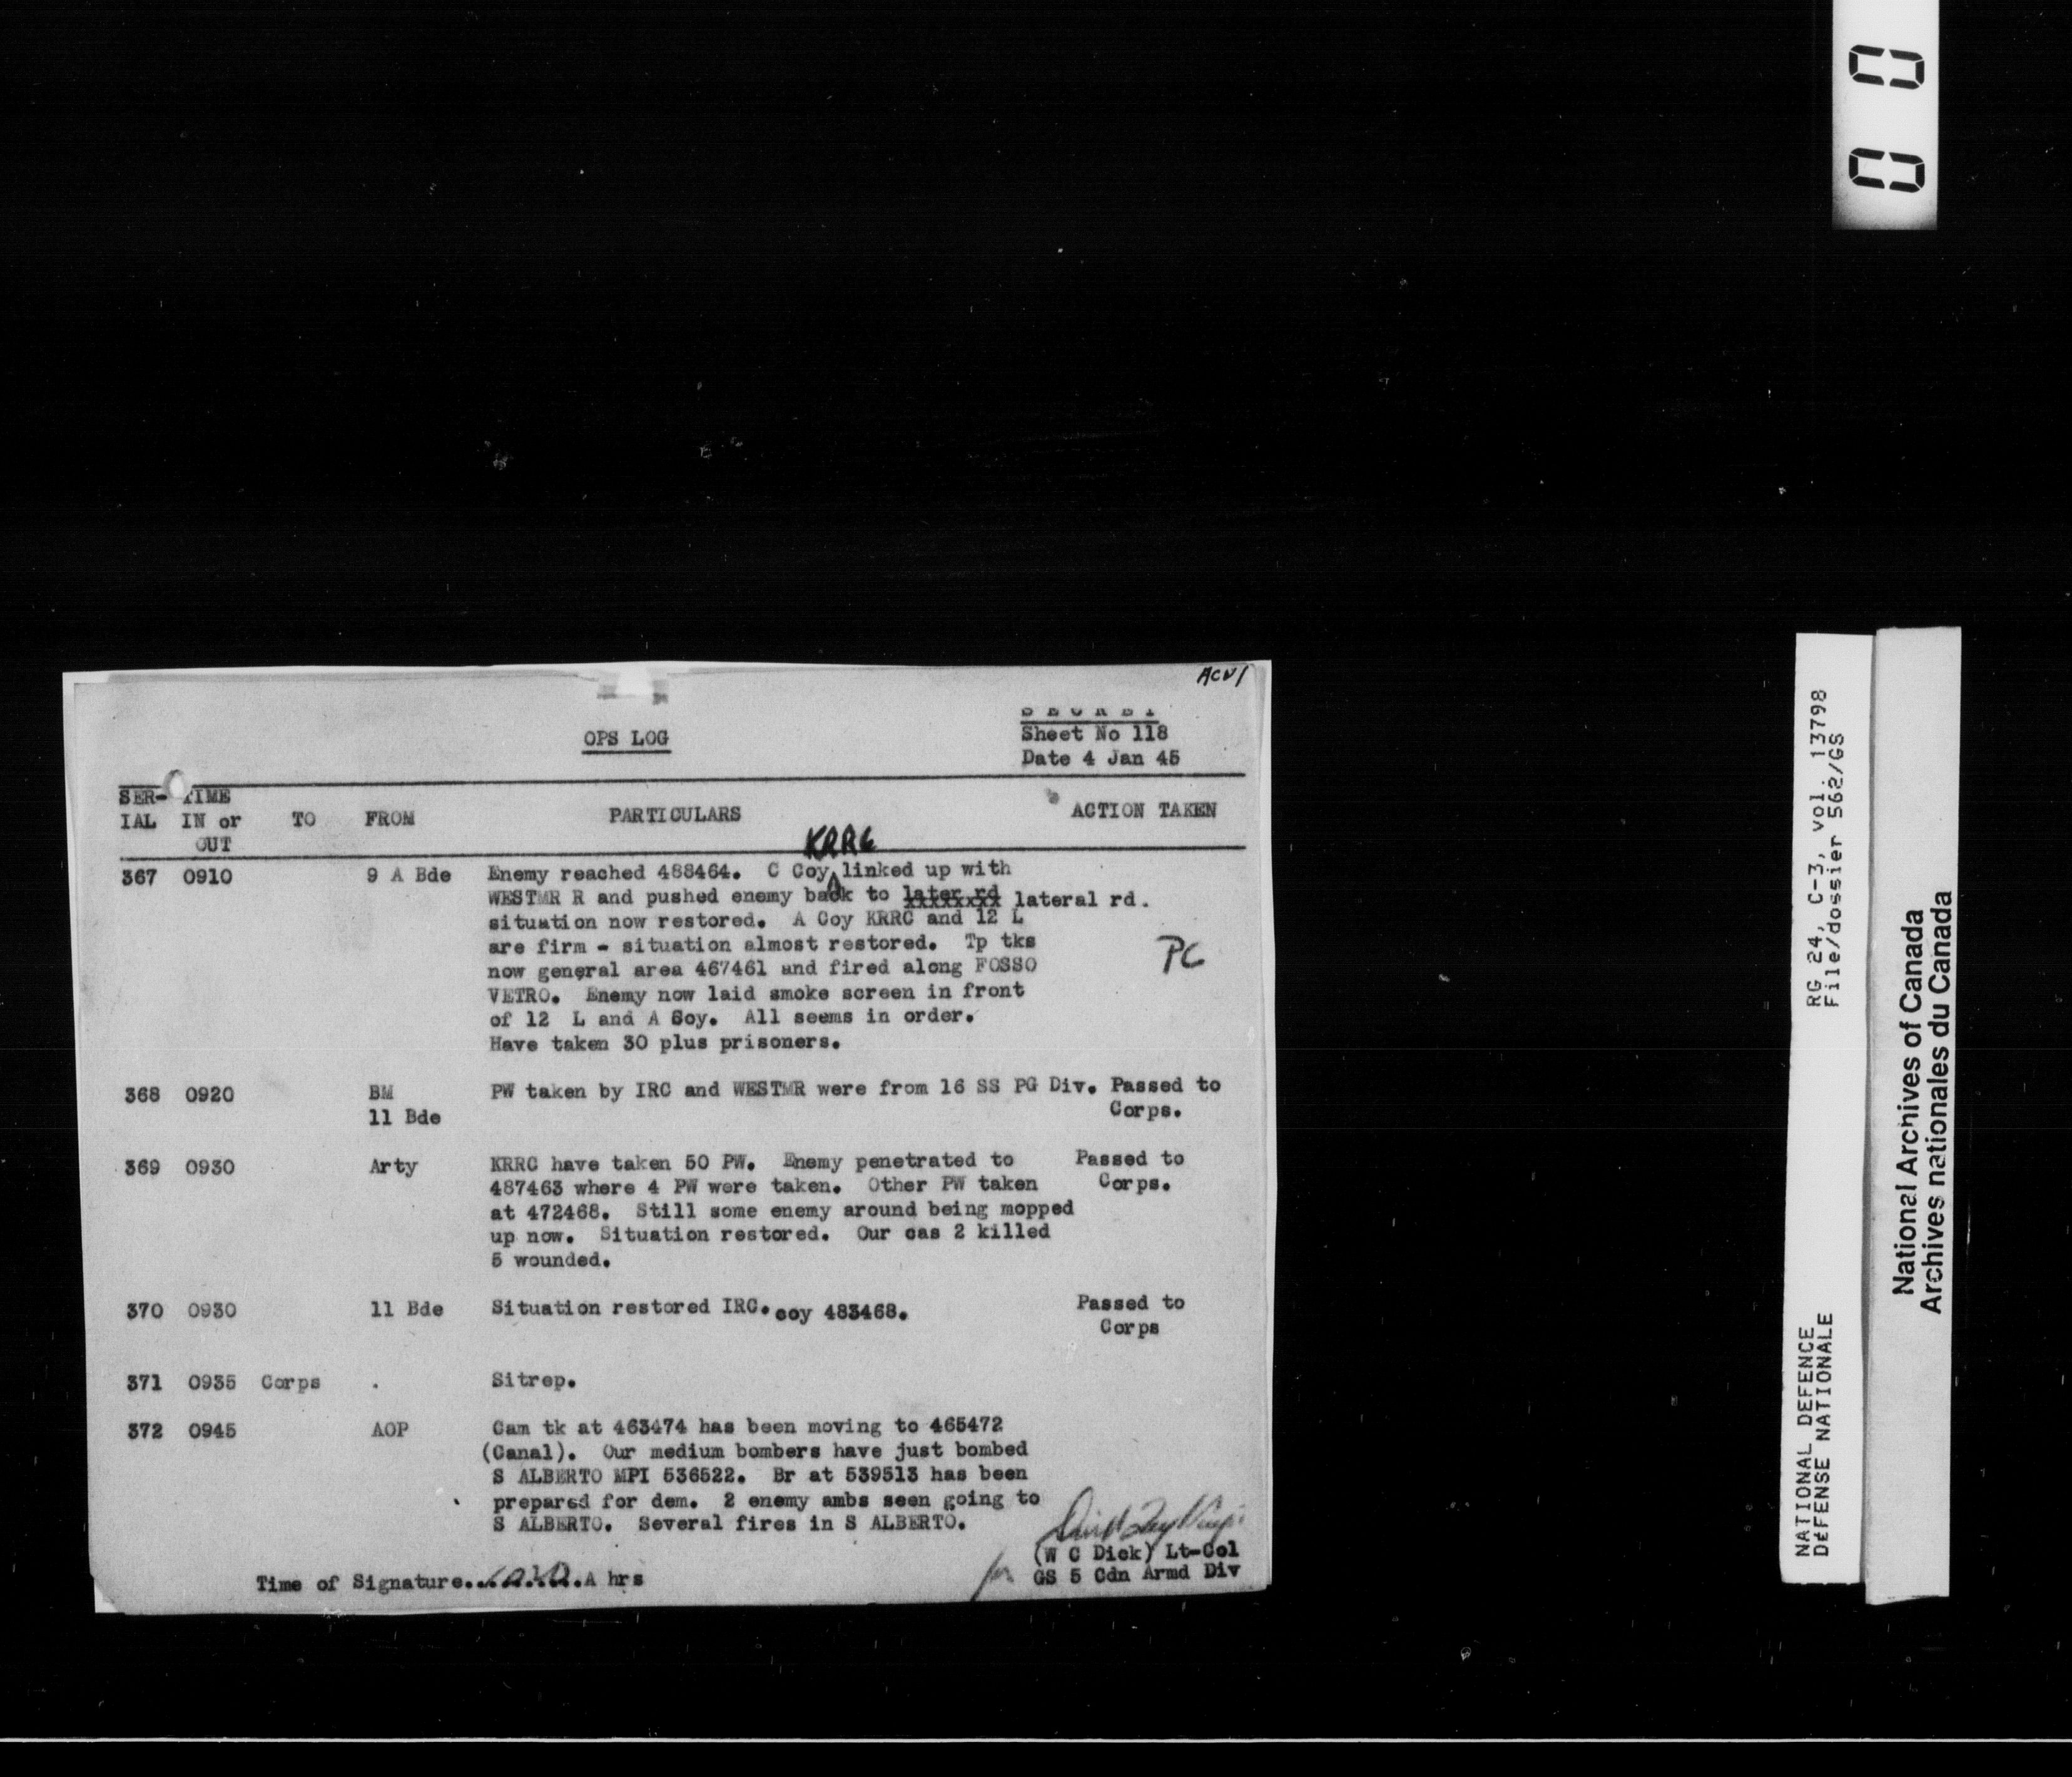 0 0
ACV/
SECRET
OPS LOG
Sheet No 118
Date 4 Jan 45
SER- TIME
IAL IN or TO FROM PARTICULARS ACTION TAKEN
OUT
KRRC
367 0910 9 A Bde Enemy reached 488464. C Coy linked up with
WESTMR R and pushed enemy back to later rd lateral rd.
situation now restored. A Coy KRRC and 12 L
are firm - situation almost restored. Tp tks
now general area 467461 and fired along FOSSO
PC
VETRO. Enemy now laid smoke screen in front
of 12 L and A Coy. All seems in order.
Have taken 30 plus prisoners.
368 0920 BM PW taken by IRC and WESTMR were from 16 SS PG Div. Passed to
11 Bde Corps.
369 0930 Arty KRRC have taken 50 PW. Enemy penetrated to Passed to
487463 where 4 PW were taken. Other PW taken Corps.
at 472468. Still some enemy around being mopped
up now. Situation restored. Our cas 2 killed
5 wounded.
370 0930 11 Bde Situation restored IRC. coy 483468. Passed to
Corps
371 0935 Corps . Sitrep.
372 0945 AOP Cam tk at 463474 has been moving to 465472
(Canal). Our medium bombers have just bombed
S ALBERTO MPI 536522. Br at 539513 has been
prepared for dem. 2 enemy ambs seen going to
S ALBERTO. Several fires in S ALBERTO.
(W C Dick) Lt-Col
for GS 5 Cdn Armd Div
Time of Signature A hrs
RG 24, C-3, vol. 13798
File/dossier 562/GS
NATIONAL DEFENCE
DéFENSE NATIONALE
National Archives of Canada
Archives nationales du Canada